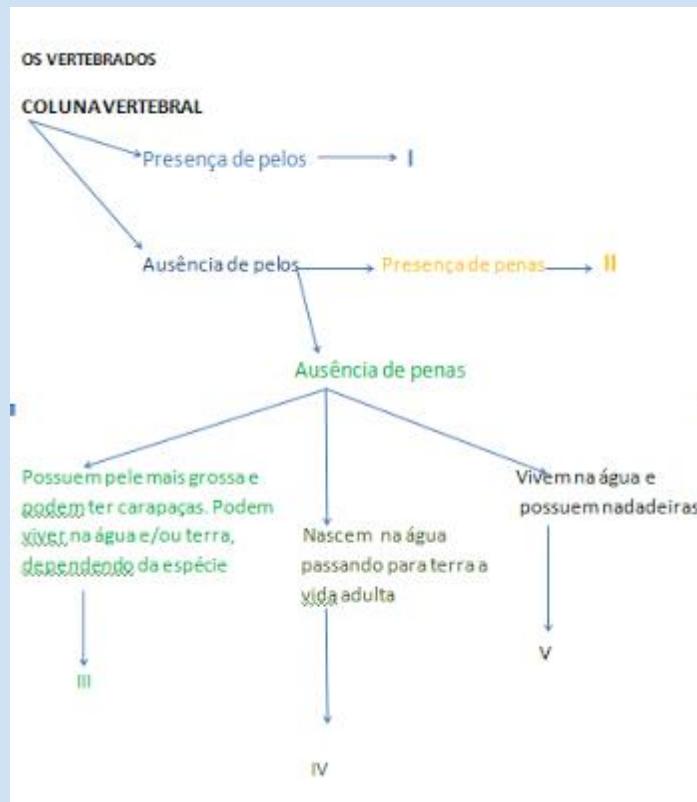 OS VERTEBRADOS
COLUNA VERTEBRAL
Presença de pelos
I
Ausência de pelos
Presença de penas
II
Ausência de penas
Possuem pele mais grossa e
podem ter carapaças. Podem
viver na água e/ou terra,
dependendo da espécie
Nascem na água
passando para terra a
vida adulta
Vivem na água e
possuem nadadeiras
III
IV
V